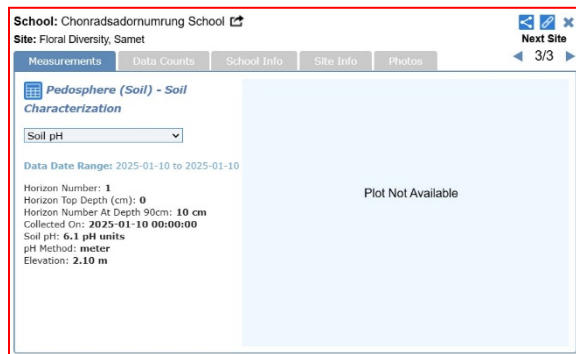 School: Chonradsadornumrung School
Site: Floral Diversity, Samet
Next Site
3/3
Measurements
Data Counts
School Info
Site Info
Photos
Pedosphere (Soil) - Soil
Characterization
Soil pH
Data Date Range: 2025-01-10 to 2025-01-10
Horizon Number: 1
Horizon Top Depth (cm): 0
Horizon Number At Depth 90cm: 10 cm
Collected On: 2025-01-10 00:00:00
Soil pH: 6.1 pH units
pH Method: meter
Elevation: 2.10 m
Plot Not Available